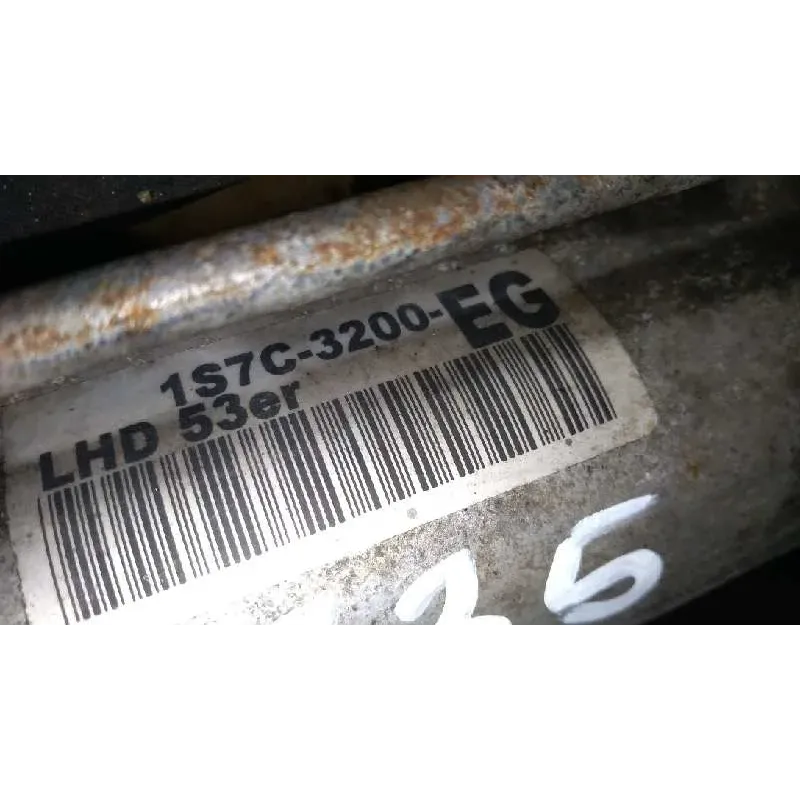 1S7C-3200-EG
LHD 53er